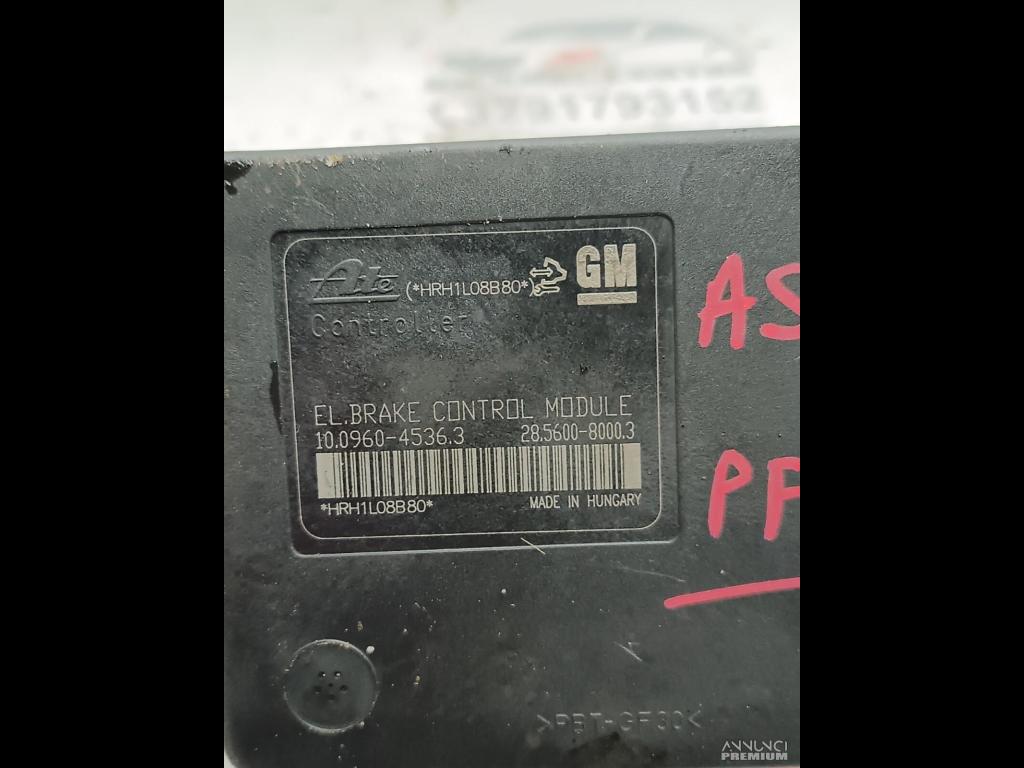 3791793152
Ate (*HRH1L08B80*) GM
Controller
AS
EL.BRAKE CONTROL MODULE
10.0960-4536.3 28.5600-8000.3
*HRH1L08B80* MADE IN HUNGARY
PF
>PBT-GF30<
ANNUNCI
PREMIUM